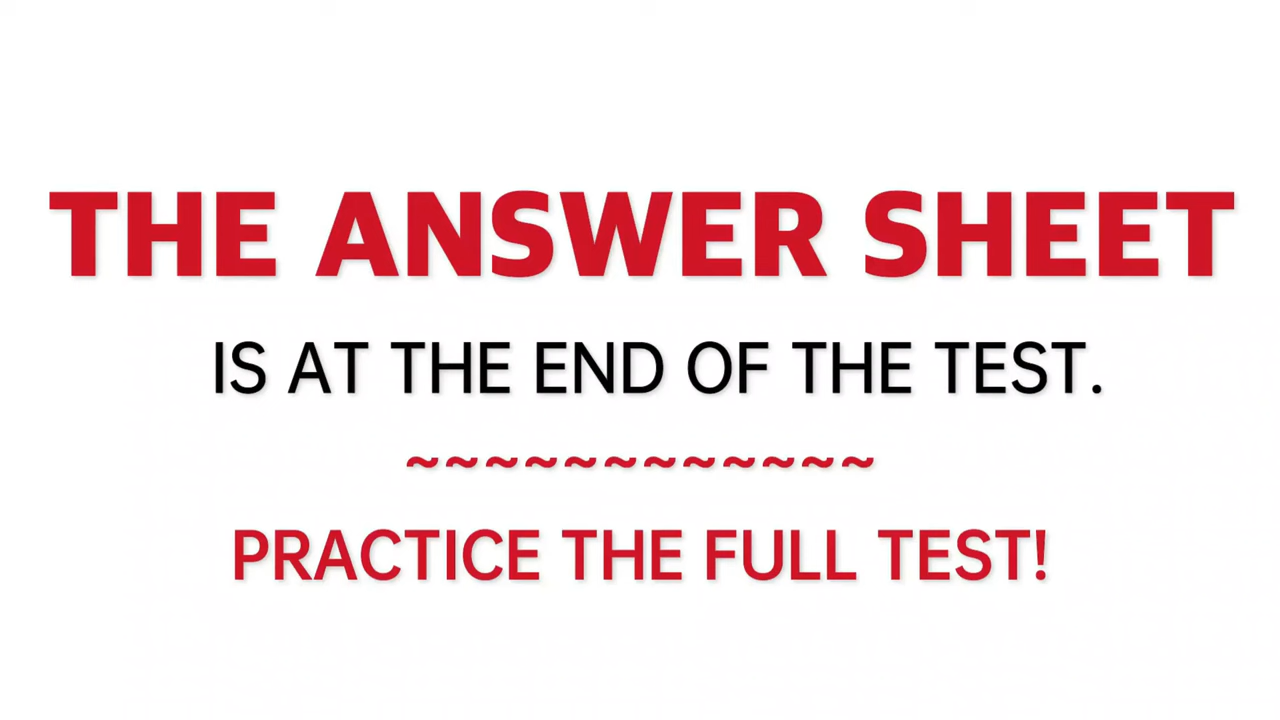 THE ANSWER SHEET
IS AT THE END OF THE TEST.
~~~~~~~~~~~~
PRACTICE THE FULL TEST!